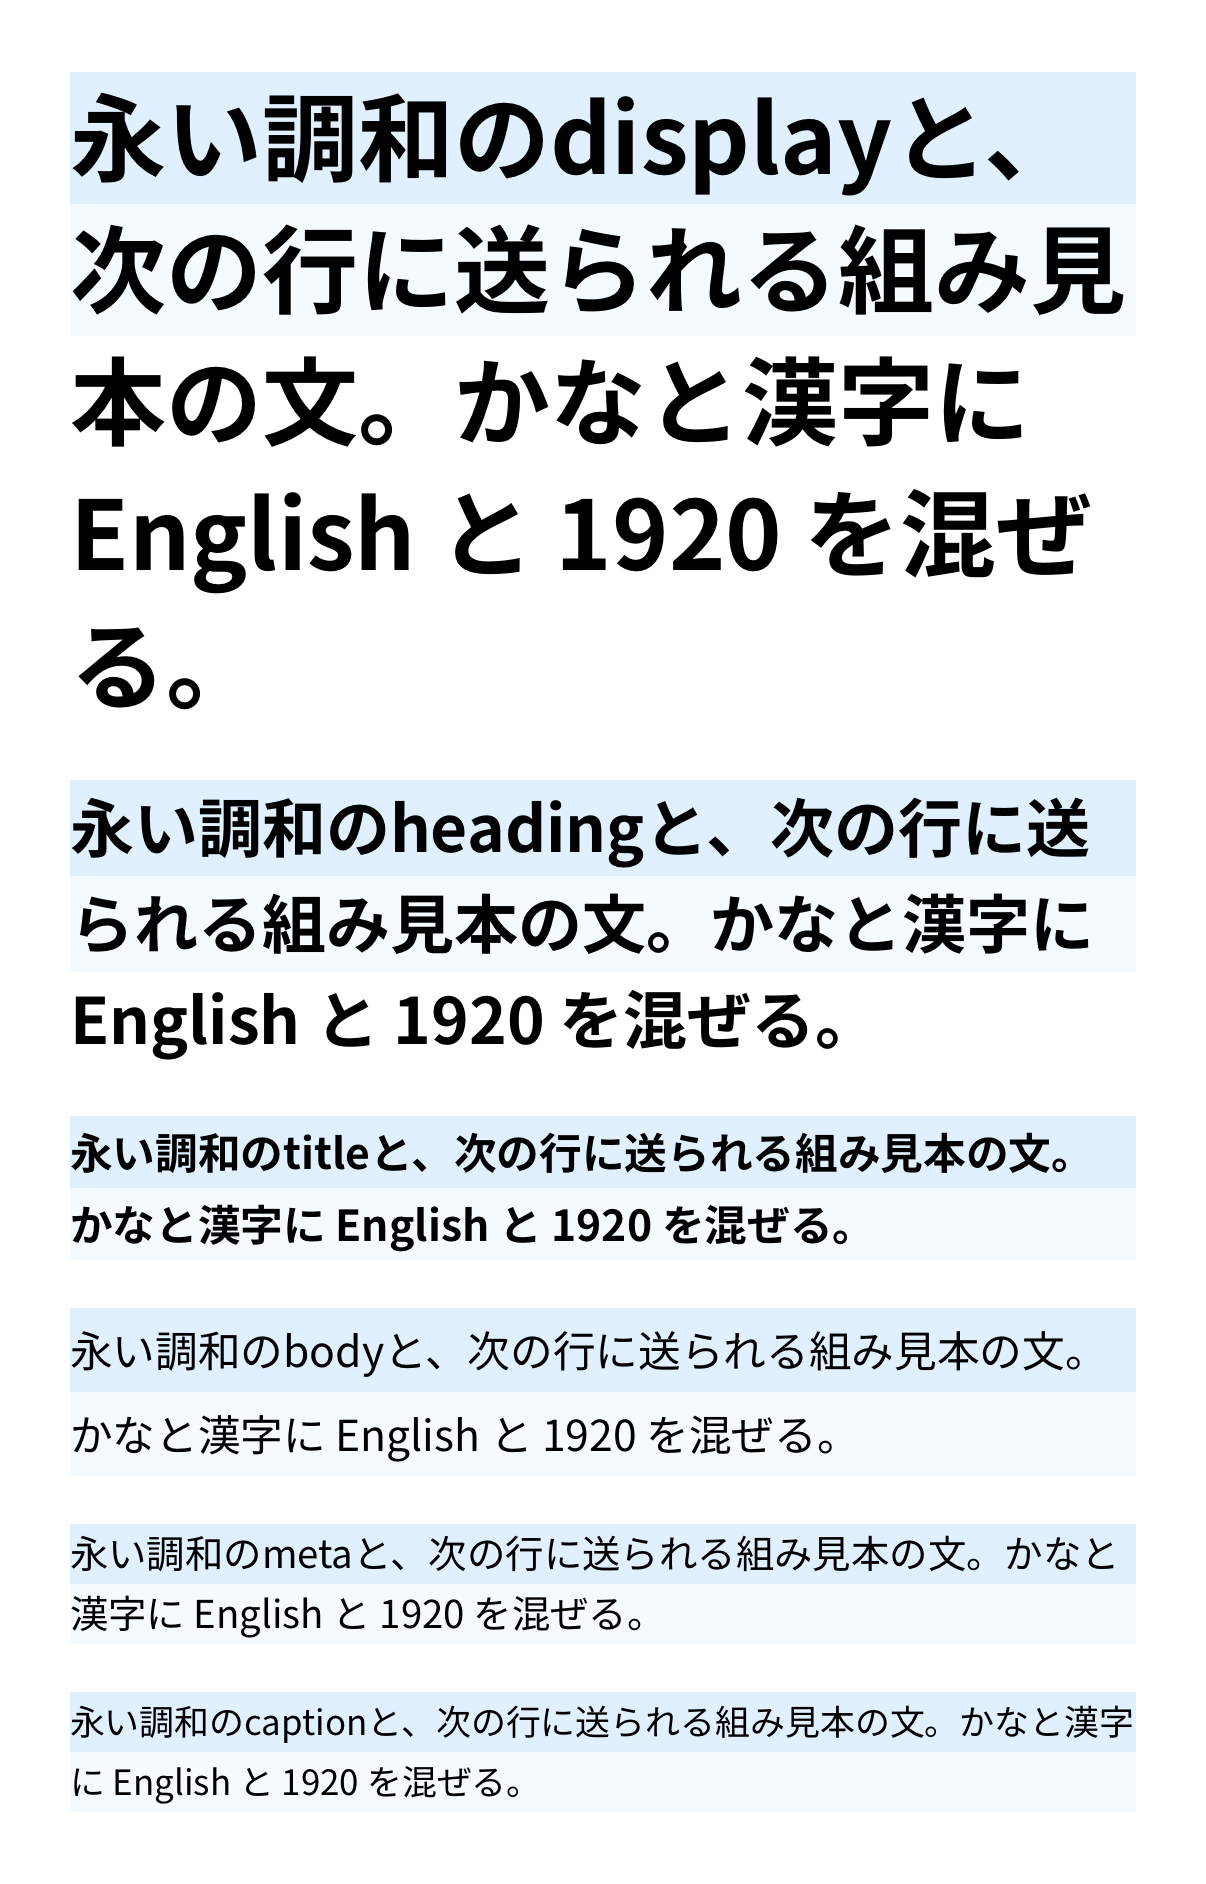 永い調和のdisplayと、
次の行に送られる組み見
本の文。かなと漢字に
English と 1920 を混ぜ
る。
永い調和のheadingと、次の行に送
られる組み見本の文。かなと漢字に
English と 1920 を混ぜる。
永い調和のtitleと、次の行に送られる組み見本の文。
かなと漢字に English と 1920 を混ぜる。
永い調和のbodyと、次の行に送られる組み見本の文。
かなと漢字に English と 1920 を混ぜる。
永い調和のmetaと、次の行に送られる組み見本の文。かなと
漢字に English と 1920 を混ぜる。
永い調和のcaptionと、次の行に送られる組み見本の文。かなと漢字
に English と 1920 を混ぜる。